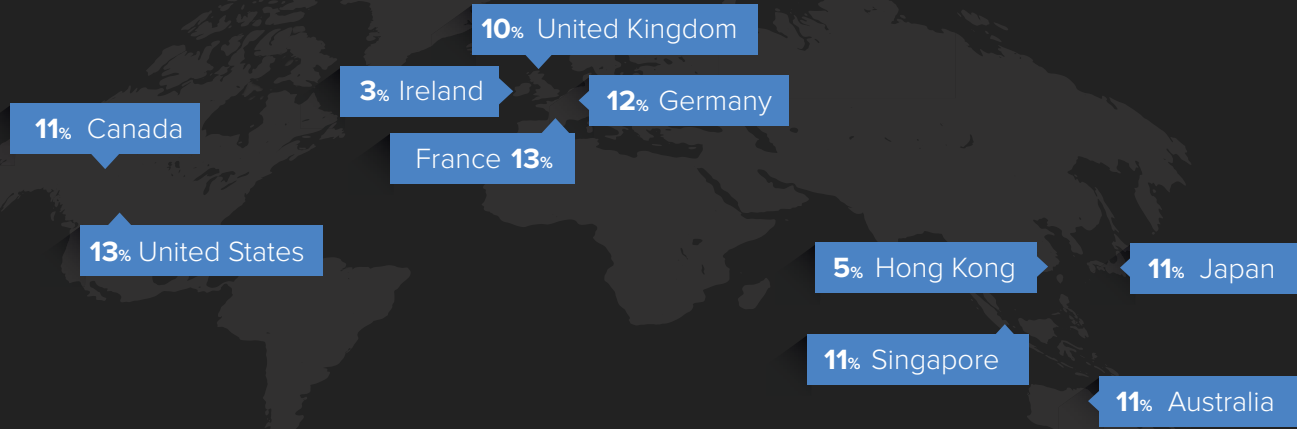 10% United Kingdom
3% Ireland
12% Germany
11% Canada
France 13%
13% United States
5% Hong Kong
11% Japan
11% Singapore
11% Australia